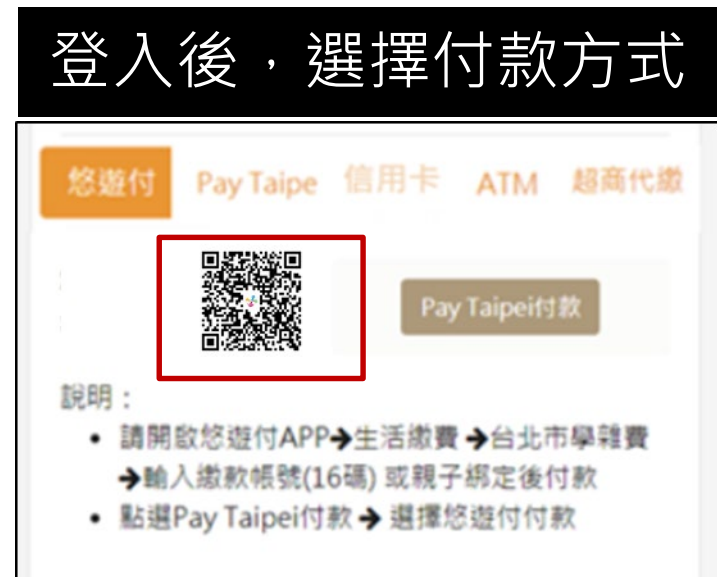 登入後，選擇付款方式
悠遊付 Pay Taipe 信用卡 ATM 超商代繳
Pay Taipei付款
說明：
• 請開啟悠遊付APP➔生活繳費➔台北市學雜費
➔輸入繳款帳號(16碼) 或親子綁定後付款
• 點選Pay Taipei付款➔ 選擇悠遊付付款